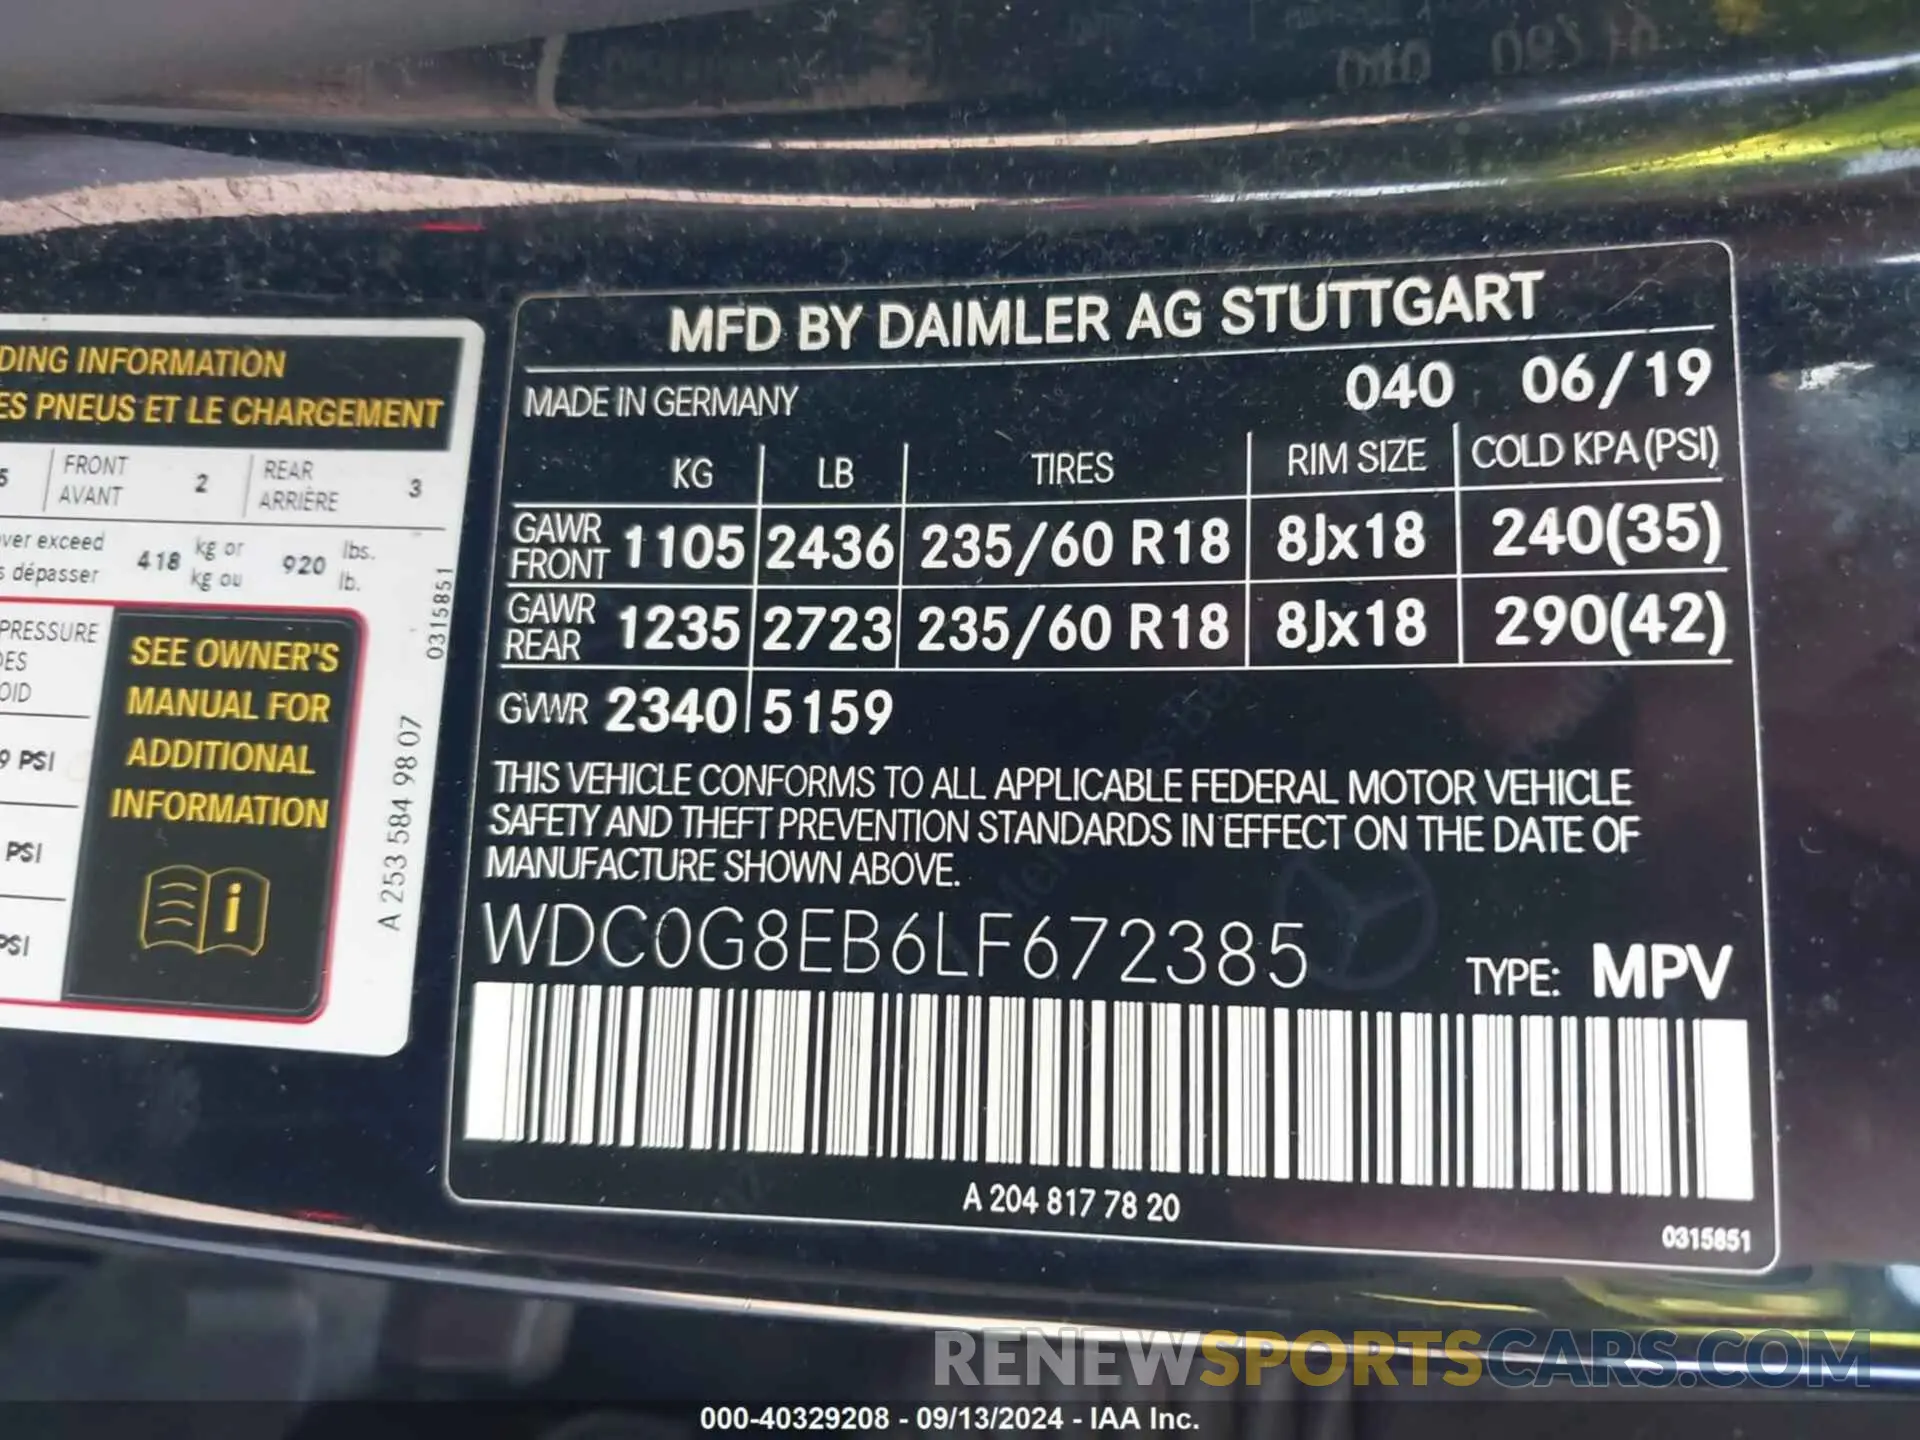 DING INFORMATION
ES PNEUS ET LE CHARGEMENT
5 FRONT AVANT 2 REAR ARRIÈRE 3
ver exceed 418 kg or 920 lbs.
s dépasser kg ou lb.
0315851
PRESSURE
DES
OID
9 PSI
PSI
PSI
SEE OWNER'S
MANUAL FOR
ADDITIONAL
INFORMATION
i
A 253 584 98 07
MFD BY DAIMLER AG STUTTGART
MADE IN GERMANY 040 06/19
KG LB TIRES RIM SIZE COLD KPA (PSI)
GAWR FRONT 1105 2436 235/60 R18 8Jx18 240(35)
GAWR REAR 1235 2723 235/60 R18 8Jx18 290(42)
GVWR 2340 5159
THIS VEHICLE CONFORMS TO ALL APPLICABLE FEDERAL MOTOR VEHICLE
SAFETY AND THEFT PREVENTION STANDARDS IN EFFECT ON THE DATE OF
MANUFACTURE SHOWN ABOVE.
WDC0G8EB6LF672385 TYPE: MPV
A 204 817 78 20
0315851
RENEWSPORTSCARS.COM
000-40329208 - 09/13/2024 - IAA Inc.